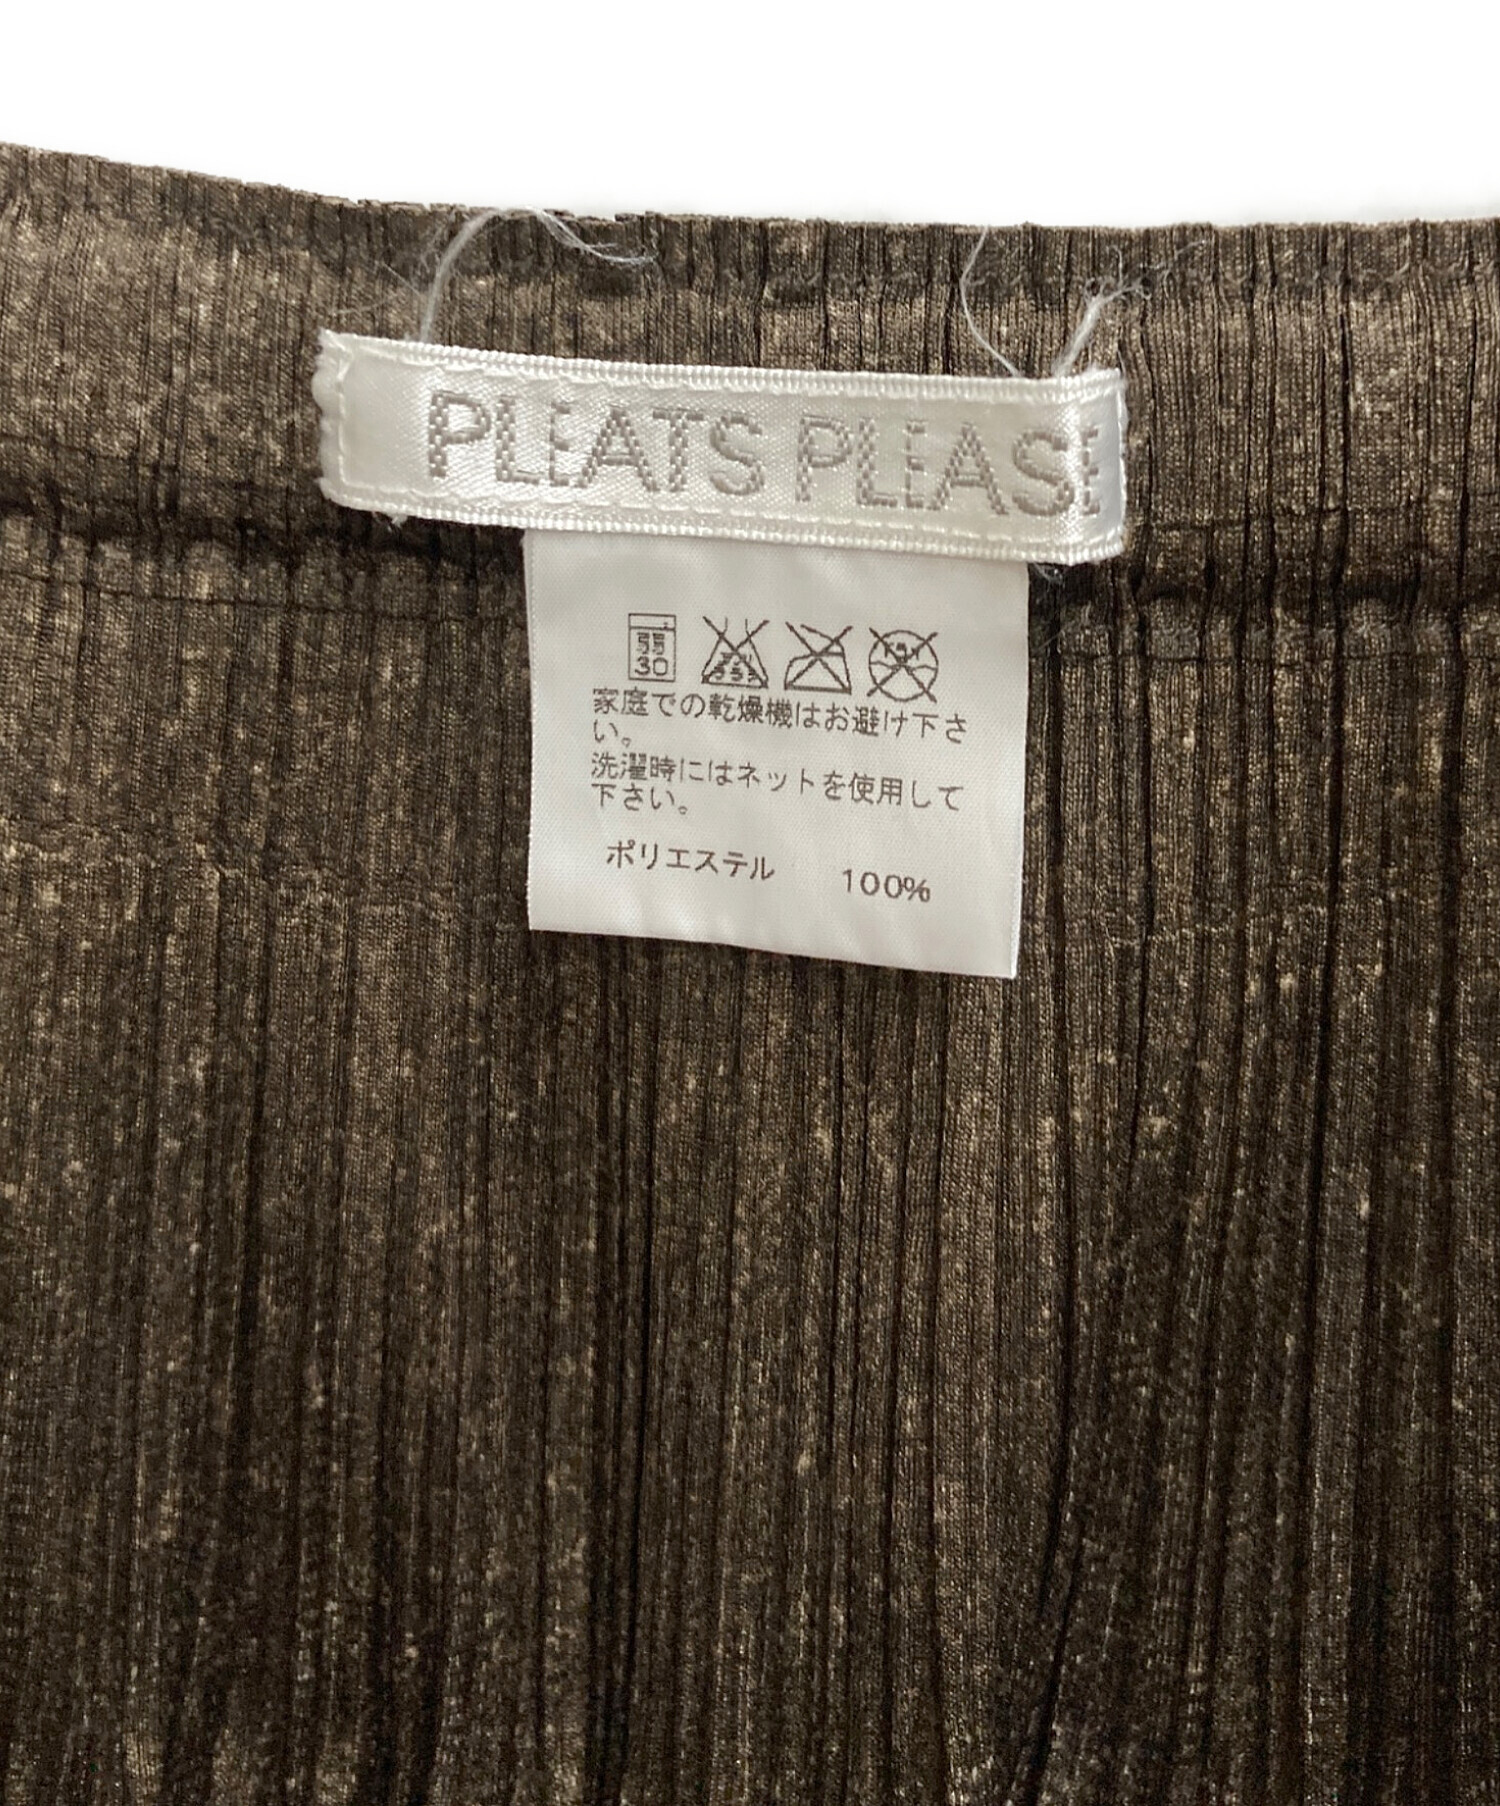 PLEATS PLEASE
弱
30
家庭での乾燥機はお避け下さ
い。
洗濯時にはネットを使用して
下さい。
ポリエステル 100%